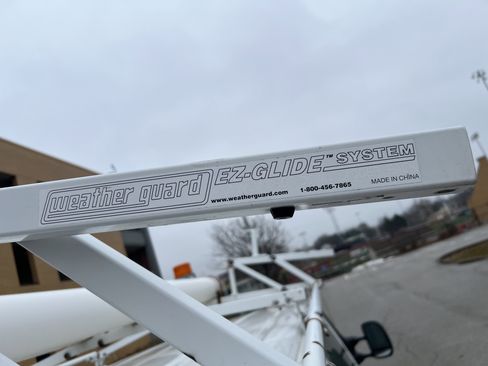 weather guard EZ-GLIDE™ SYSTEM
www.weatherguard.com 1-800-456-7865 MADE IN CHINA